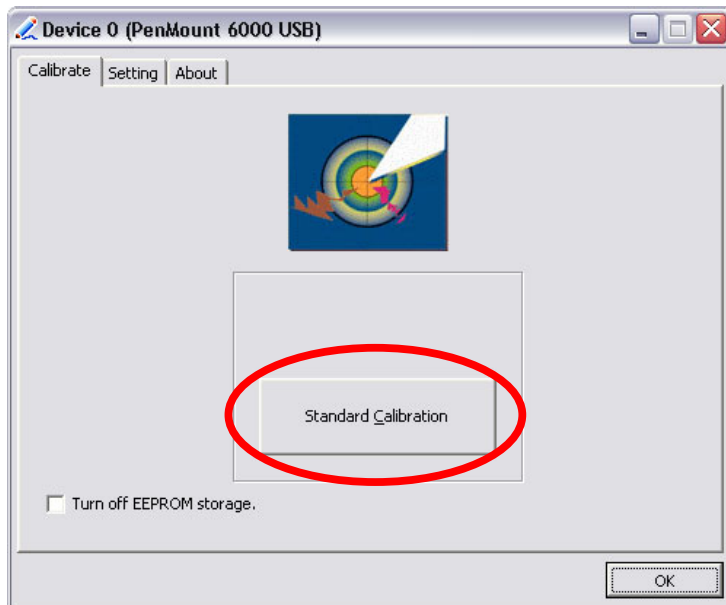 Device 0 (PenMount 6000 USB)
Calibrate Setting About
Standard Calibration
Turn off EEPROM storage.
OK